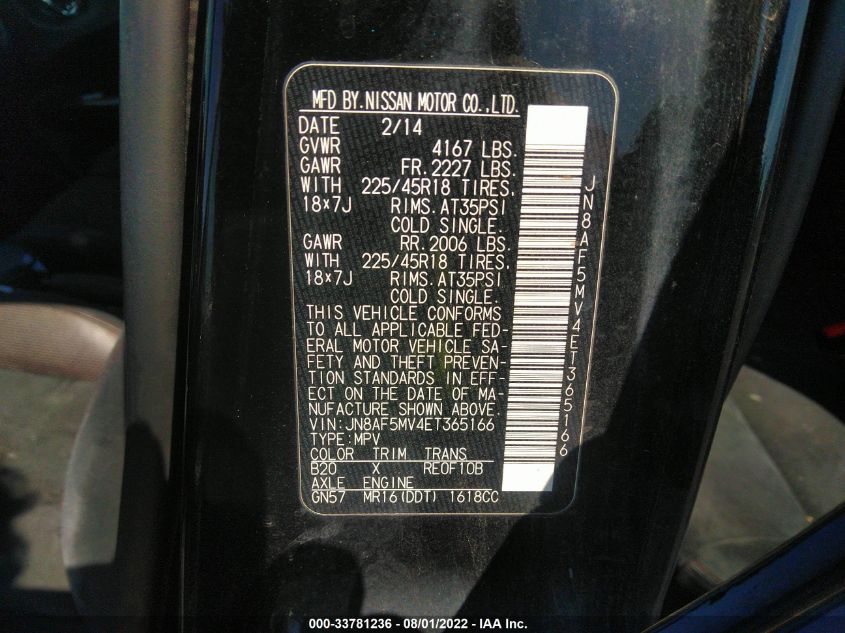 MFD BY.NISSAN MOTOR CO.,LTD.
DATE 2/14
GVWR 4167 LBS.
GAWR FR.2227 LBS.
WITH 225/45R18 TIRES,
18×7J RIMS.AT35PSI
COLD SINGLE.
GAWR RR.2006 LBS.
WITH 225/45R18 TIRES,
18×7J RIMS.AT35PSI
COLD SINGLE.
THIS VEHICLE CONFORMS
TO ALL APPLICABLE FED-
ERAL MOTOR VEHICLE SA-
FETY AND THEFT PREVEN-
TION STANDARDS IN EFF-
ECT ON THE DATE OF MA-
NUFACTURE SHOWN ABOVE.
VIN:JN8AF5MV4ET365166
TYPE:MPV
COLOR TRIM TRANS
B20 X RE0F10B
AXLE ENGINE
GN57 MR16(DDT) 1618CC
JN8AF5MV4ET365166
000-33781236 - 08/01/2022 - IAA Inc.